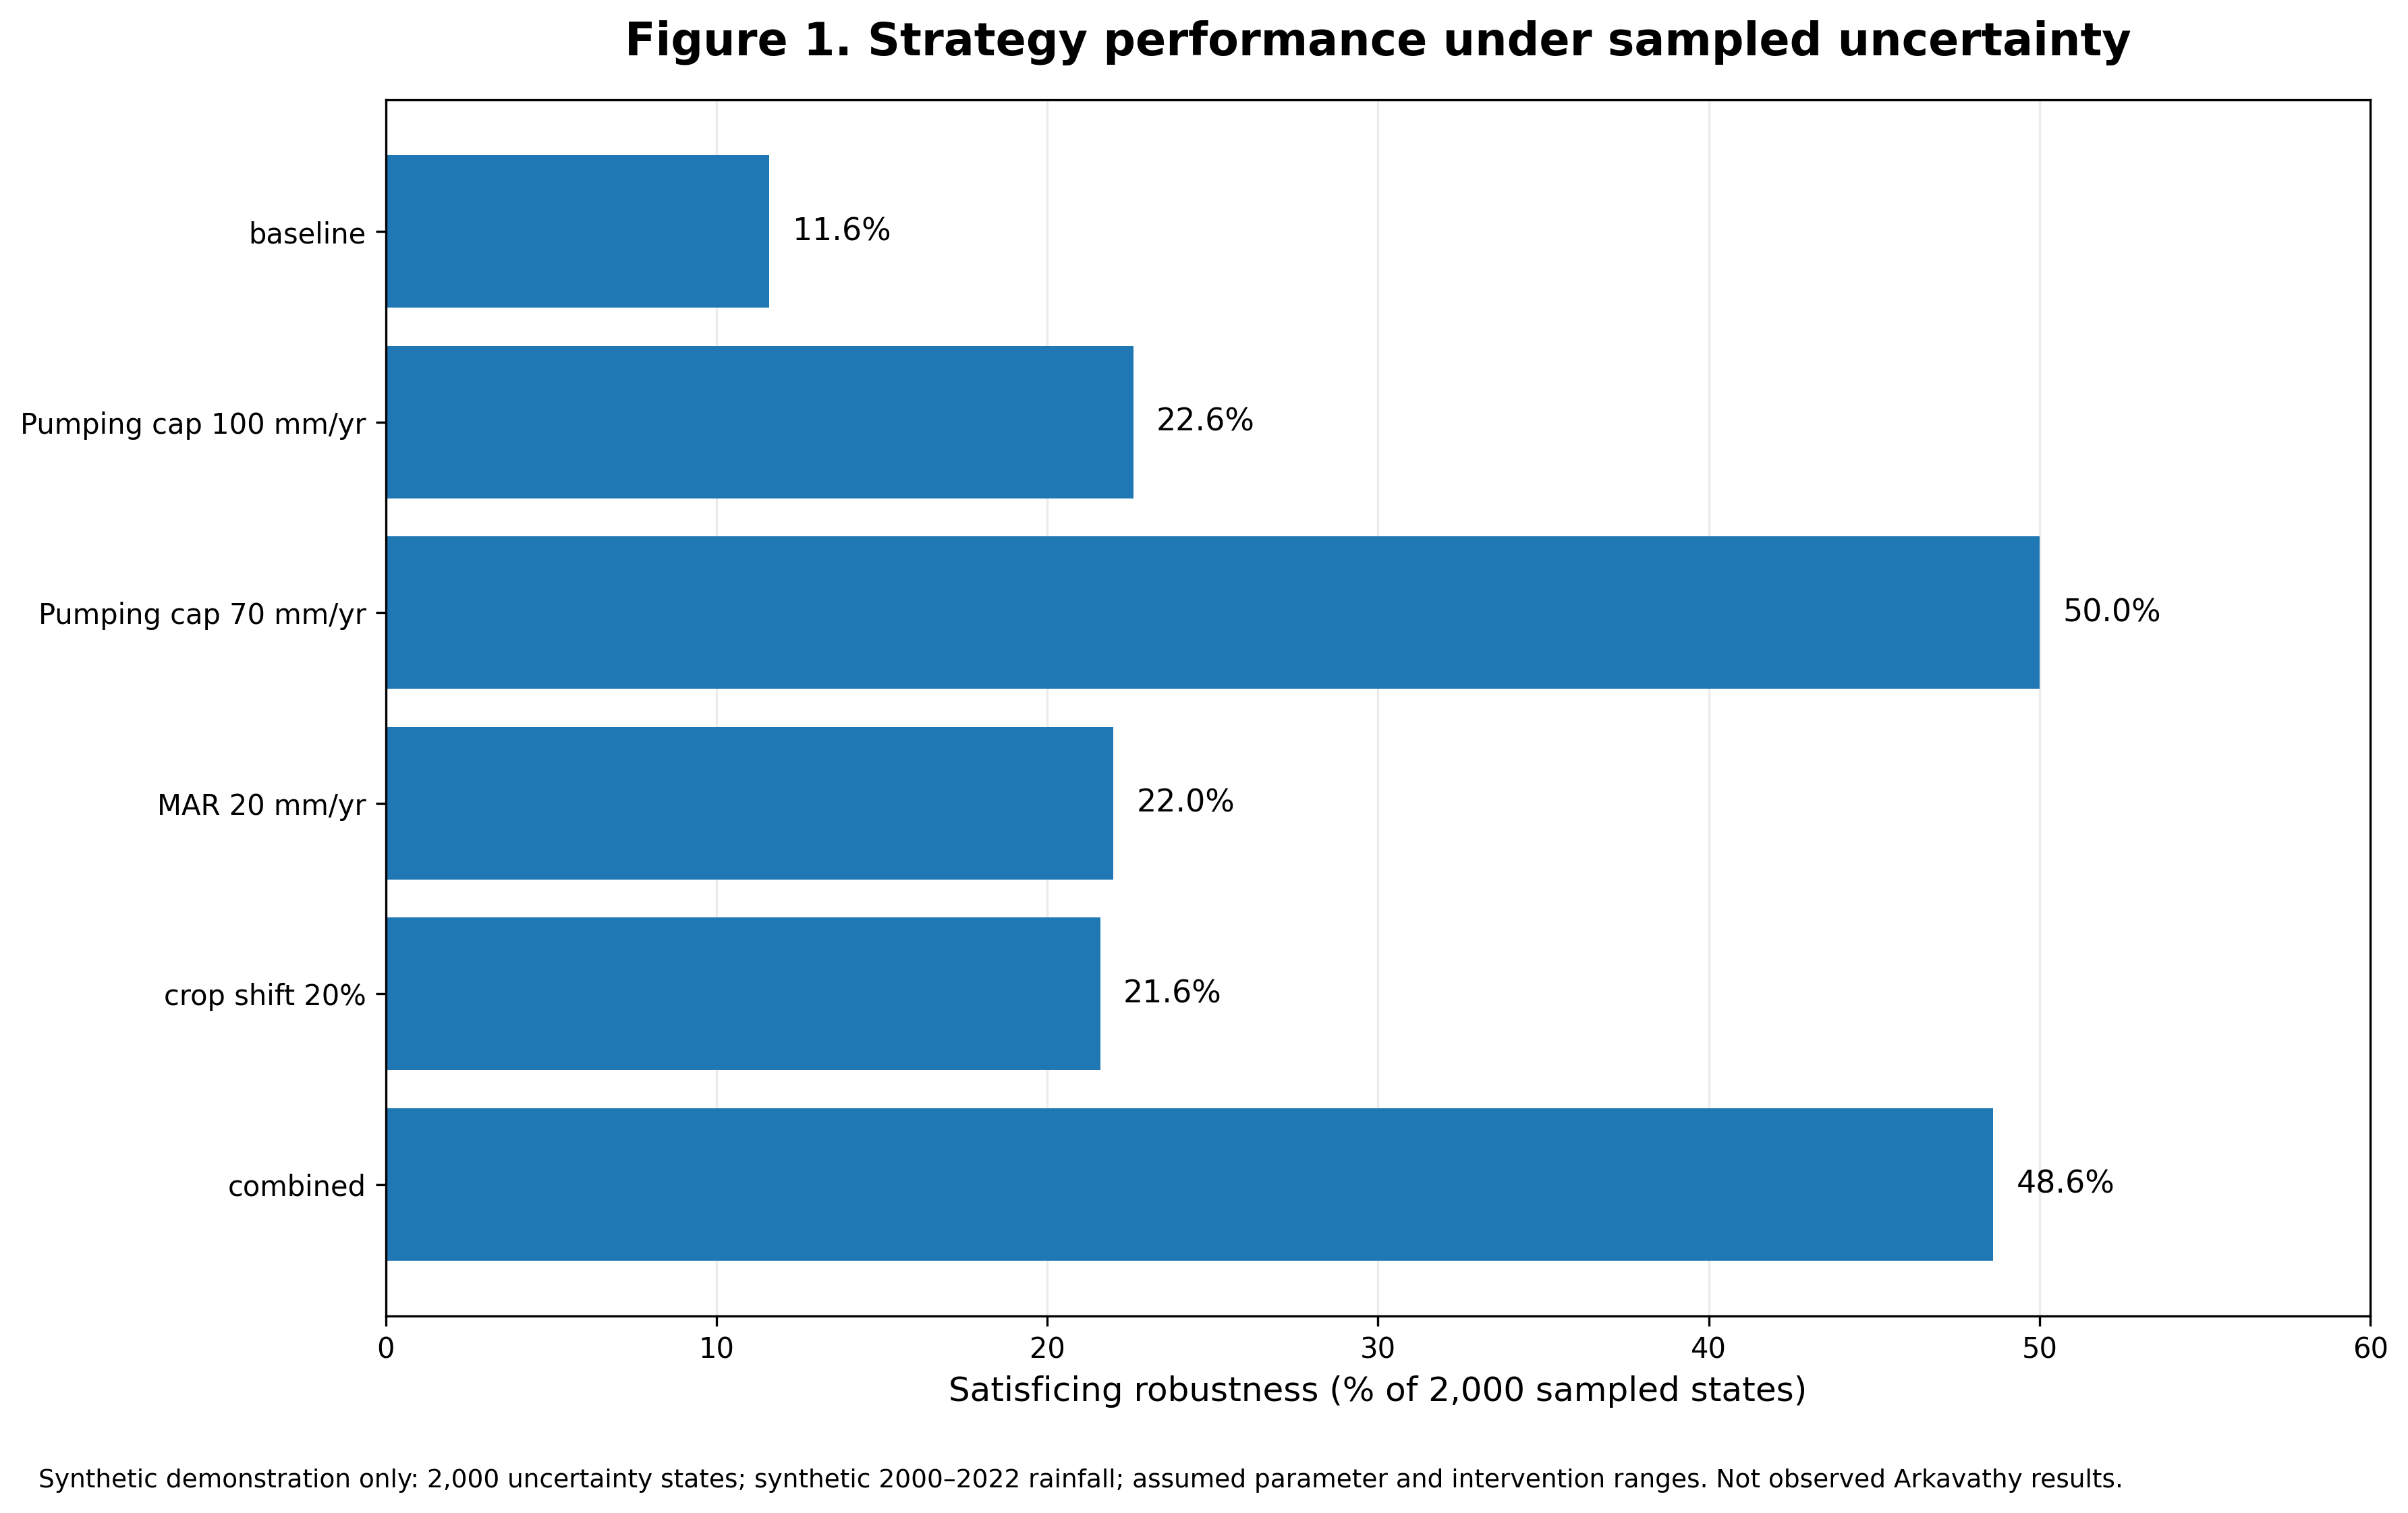 Figure 1. Strategy performance under sampled uncertainty
baseline
11.6%
Pumping cap 100 mm/yr
22.6%
Pumping cap 70 mm/yr
50.0%
MAR 20 mm/yr
22.0%
crop shift 20%
21.6%
combined
48.6%
0 10 20 30 40 50 60
Satisficing robustness (% of 2,000 sampled states)
Synthetic demonstration only: 2,000 uncertainty states; synthetic 2000–2022 rainfall; assumed parameter and intervention ranges. Not observed Arkavathy results.